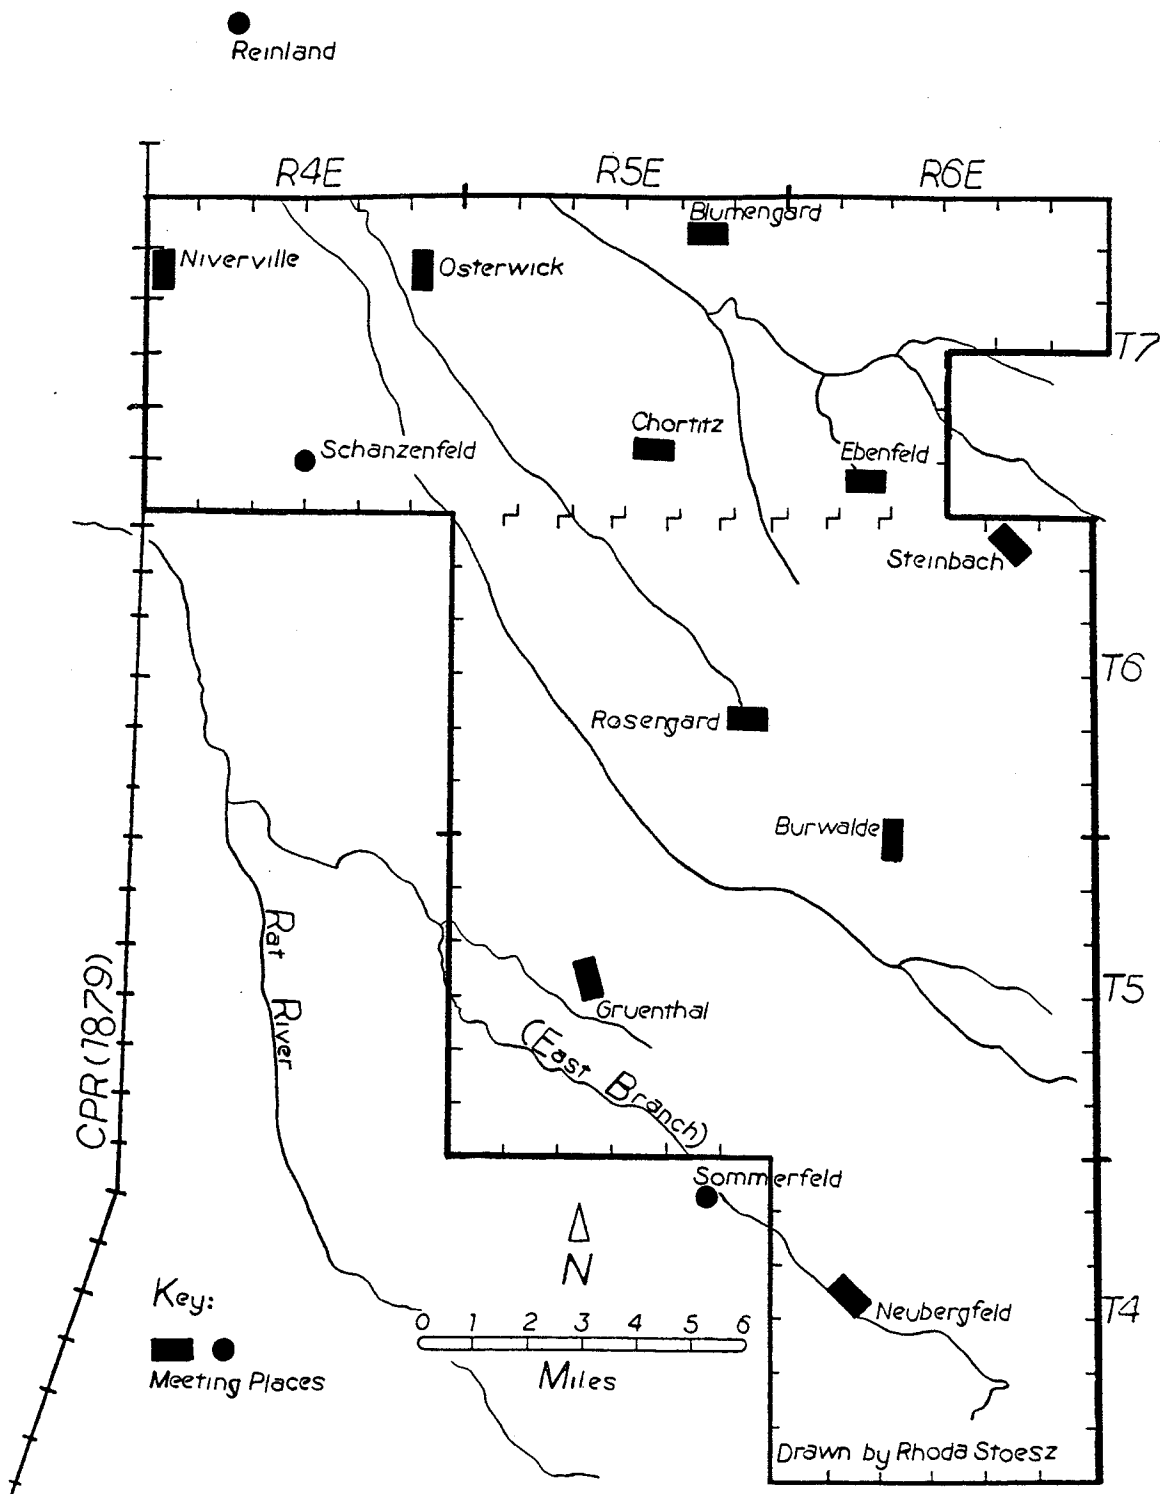 Reinland
R4E
R5E
R6E
Blumengard
Niverville
Osterwick
T7
Chortitz
Schanzenfeld
Ebenfeld
Steinbach
T6
Rosengard
Burwalde
Rat River
CPR (1879)
T5
Gruenthal
(East Branch)
Sommerfeld
N
Key:
Neubergfeld
T4
0 1 2 3 4 5 6
Miles
Meeting Places
Drawn by Rhoda Stoesz